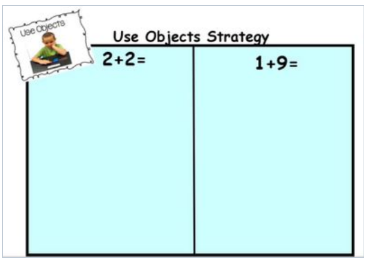 Use Objects
Use Objects Strategy
2+2=
1+9=